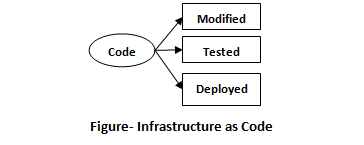 Modified
Code
Tested
Deployed
Figure- Infrastructure as Code